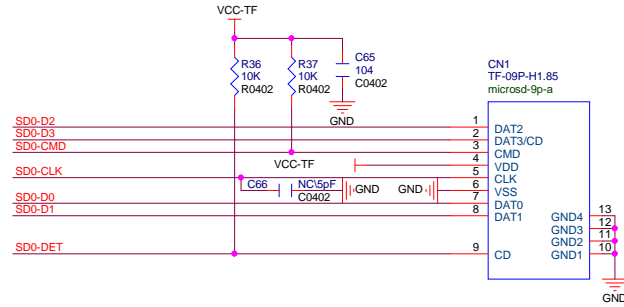 VCC-TF
R36
10K
R0402
R37
10K
R0402
C65
104
C0402
GND
CN1
TF-09P-H1.85
microsd-9p-a
SD0-D2
1
DAT2
SD0-D3
2
DAT3/CD
SD0-CMD
3
CMD
VCC-TF
4
VDD
SD0-CLK
5
CLK
C66
NC\5pF
C0402
GND
GND
6
VSS
SD0-D0
7
DAT0
SD0-D1
8
DAT1
GND4
13
GND3
12
GND2
11
GND1
10
SD0-DET
9
CD
GND